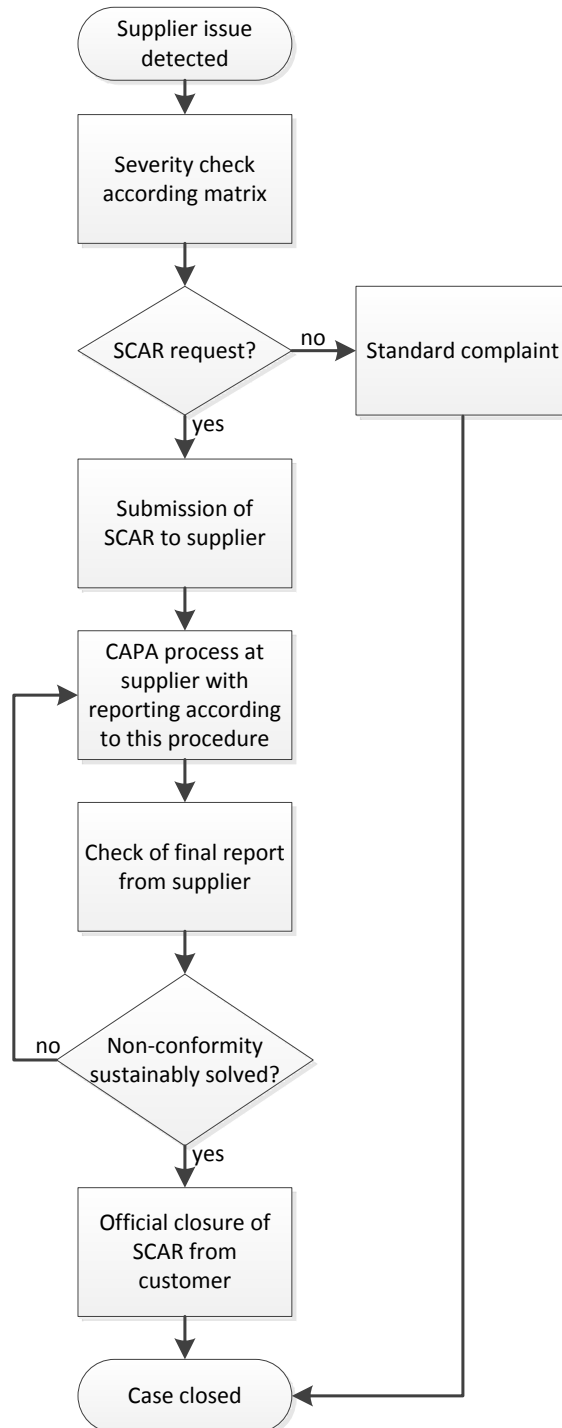 Supplier issue
detected
Severity check
according matrix
SCAR request?
no
Standard complaint
yes
Submission of
SCAR to supplier
CAPA process at
supplier with
reporting according
to this procedure
Check of final report
from supplier
no
Non-conformity
sustainably solved?
yes
Official closure of
SCAR from
customer
Case closed